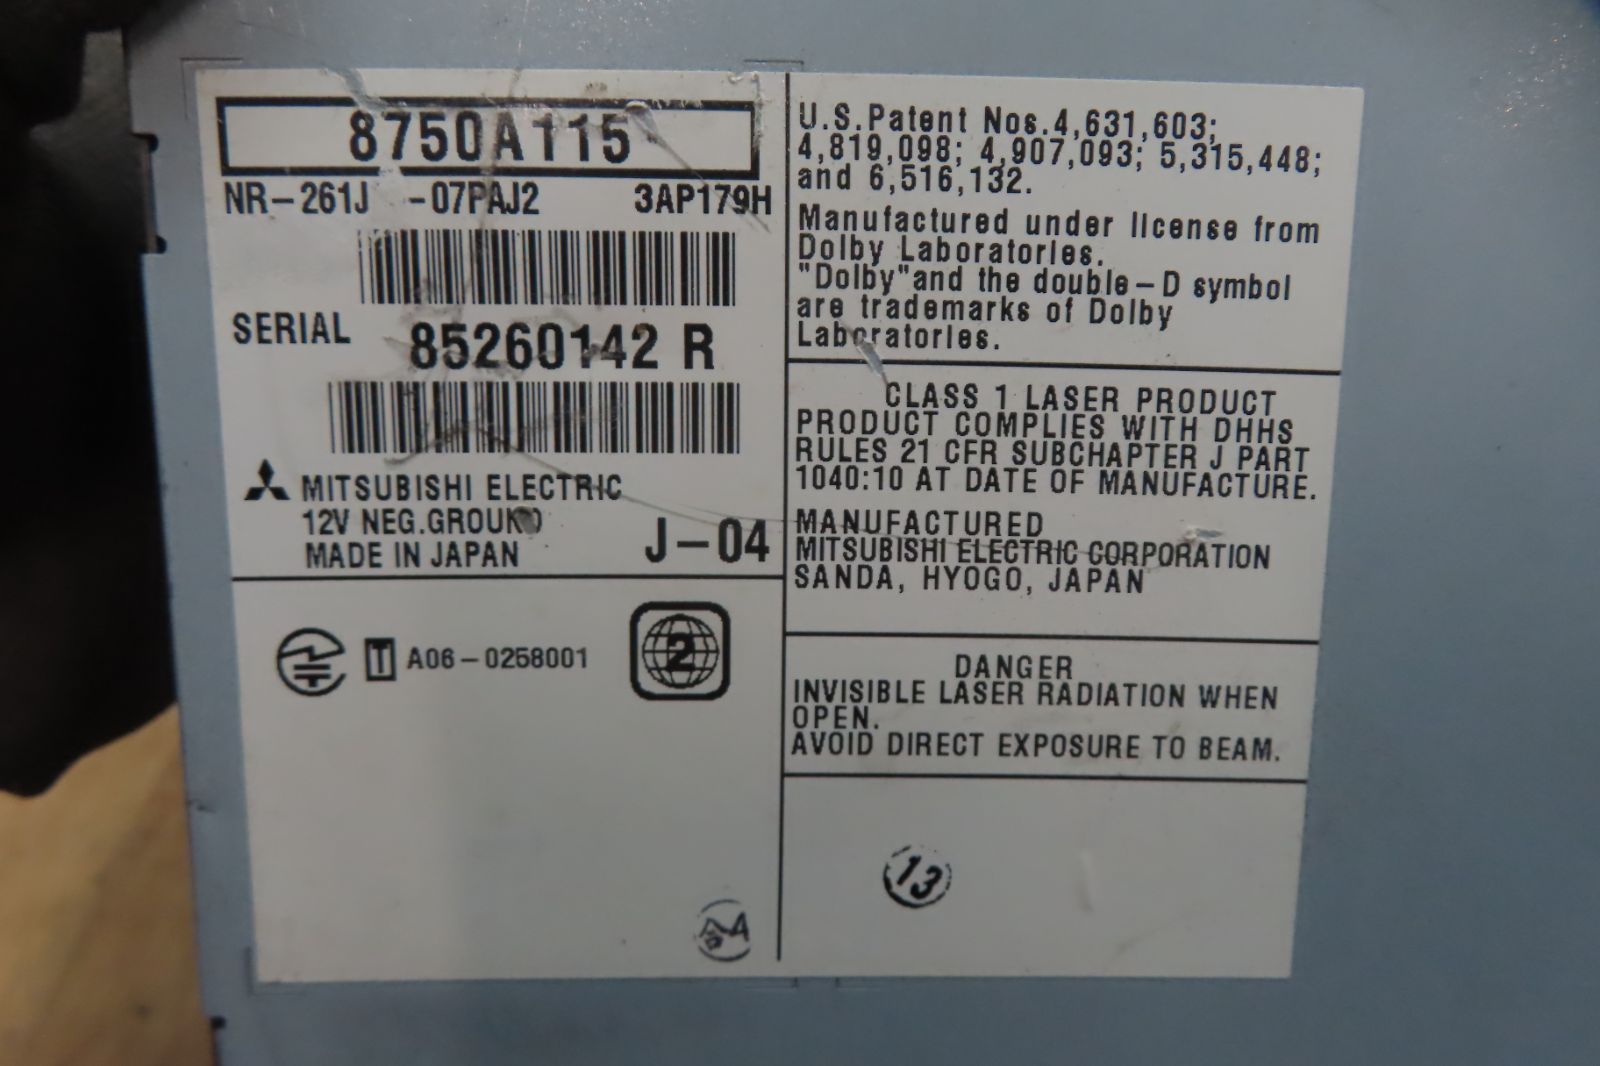 8750A115
NR-261J -07PAJ2 3AP179H
SERIAL 85260142 R
MITSUBISHI ELECTRIC
12V NEG.GROUND
MADE IN JAPAN J-04
T A06-0258001
2
4
U.S.Patent Nos.4,631,603;
4,819,098; 4,907,093; 5,315,448;
and 6,516,132.
Manufactured under license from
Dolby Laboratories.
"Dolby"and the double-D symbol
are trademarks of Dolby
Laboratories.
CLASS 1 LASER PRODUCT
PRODUCT COMPLIES WITH DHHS
RULES 21 CFR SUBCHAPTER J PART
1040:10 AT DATE OF MANUFACTURE.
MANUFACTURED
MITSUBISHI ELECTRIC CORPORATION
SANDA, HYOGO, JAPAN
DANGER
INVISIBLE LASER RADIATION WHEN
OPEN.
AVOID DIRECT EXPOSURE TO BEAM.
13